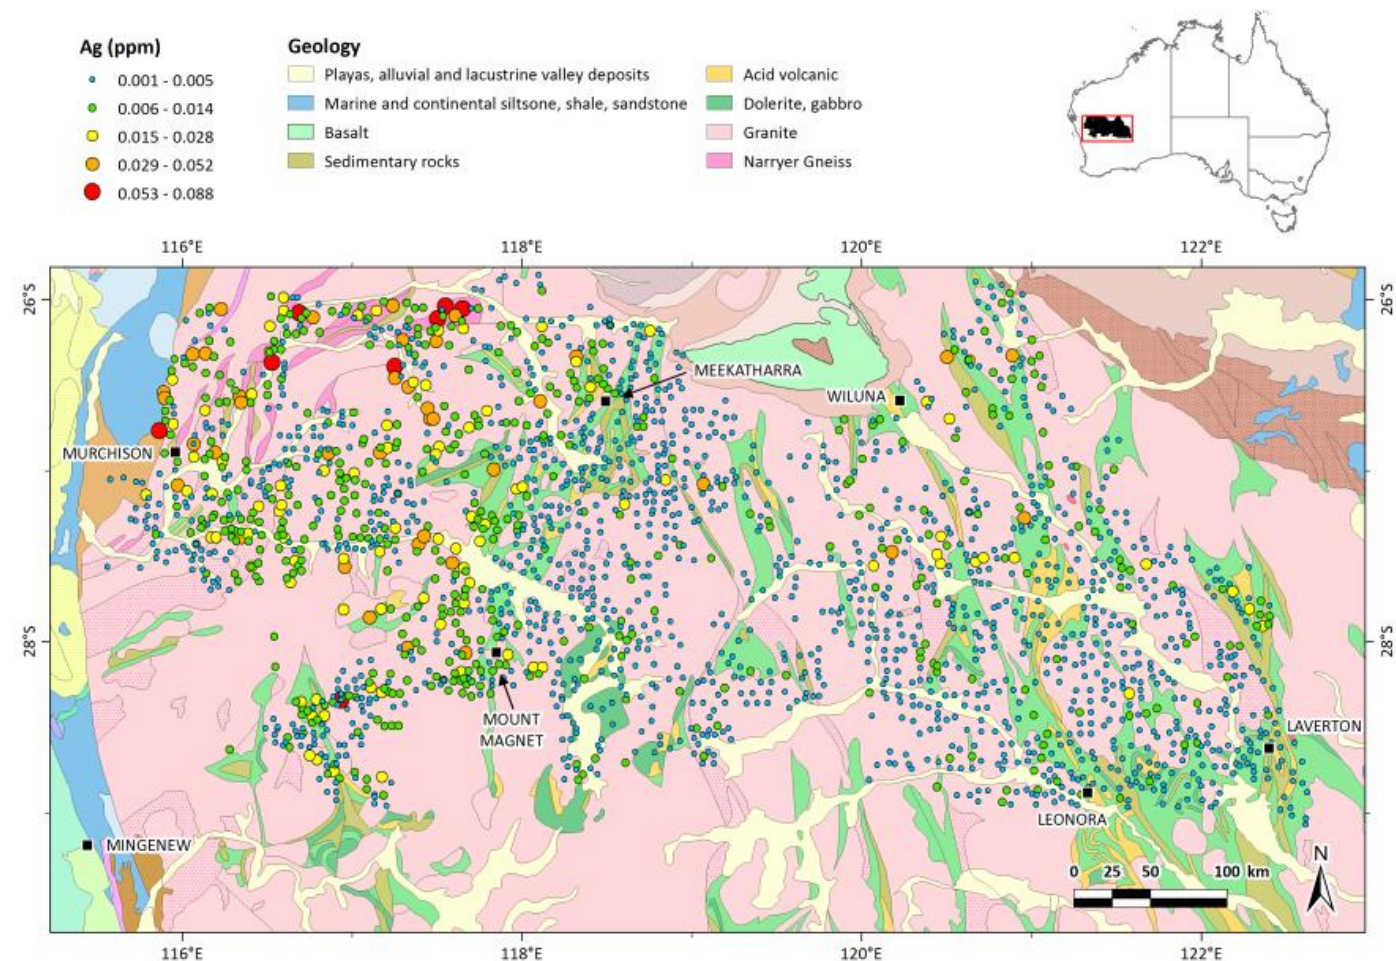 Ag (ppm)
0.001 - 0.005
0.006 - 0.014
0.015 - 0.028
0.029 - 0.052
0.053 - 0.088
Geology
Playas, alluvial and lacustrine valley deposits
Marine and continental siltsone, shale, sandstone
Basalt
Sedimentary rocks
Acid volcanic
Dolerite, gabbro
Granite
Narryer Gneiss
116°E
118°E
120°E
122°E
26°S
26°S
MEEKATHARRA
WILUNA
MURCHISON
28°S
28°S
MOUNT
MAGNET
LAVERTON
LEONORA
MINGENEW
N
0 25 50 100 km
116°E
118°E
120°E
122°E